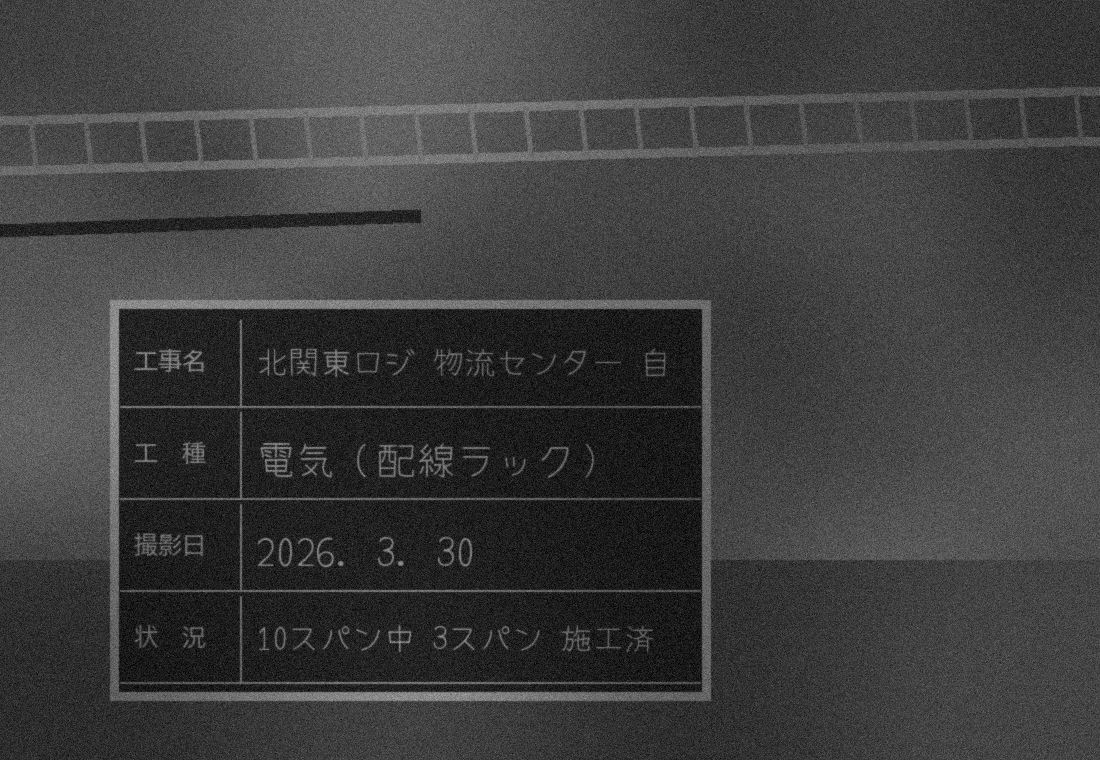 工事名 北関東ロジ 物流センター 自
工 種 電気（配線ラック）
撮影日 2026. 3. 30
状 況 10スパン中 3スパン 施工済